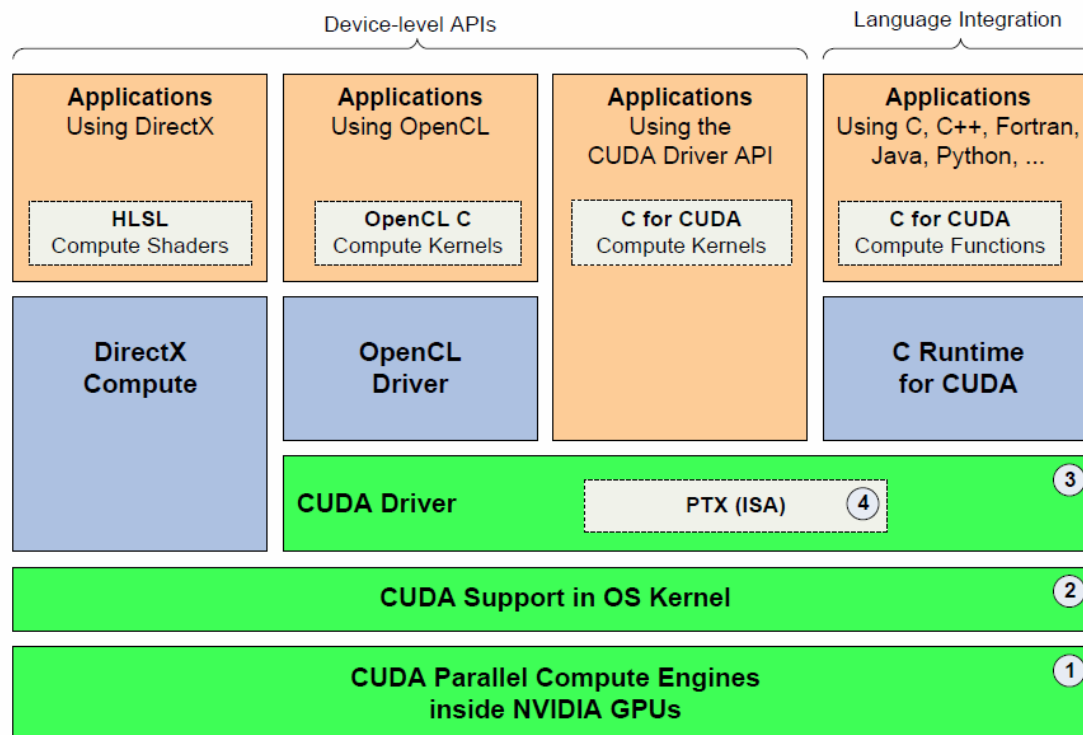 Device-level APIs
Language Integration
Applications
Using DirectX
HLSL
Compute Shaders
Applications
Using OpenCL
OpenCL C
Compute Kernels
Applications
Using the
CUDA Driver API
C for CUDA
Compute Kernels
Applications
Using C, C++, Fortran,
Java, Python, ...
C for CUDA
Compute Functions
DirectX
Compute
OpenCL
Driver
C Runtime
for CUDA
CUDA Driver
PTX (ISA)
4
3
CUDA Support in OS Kernel
2
CUDA Parallel Compute Engines
inside NVIDIA GPUs
1